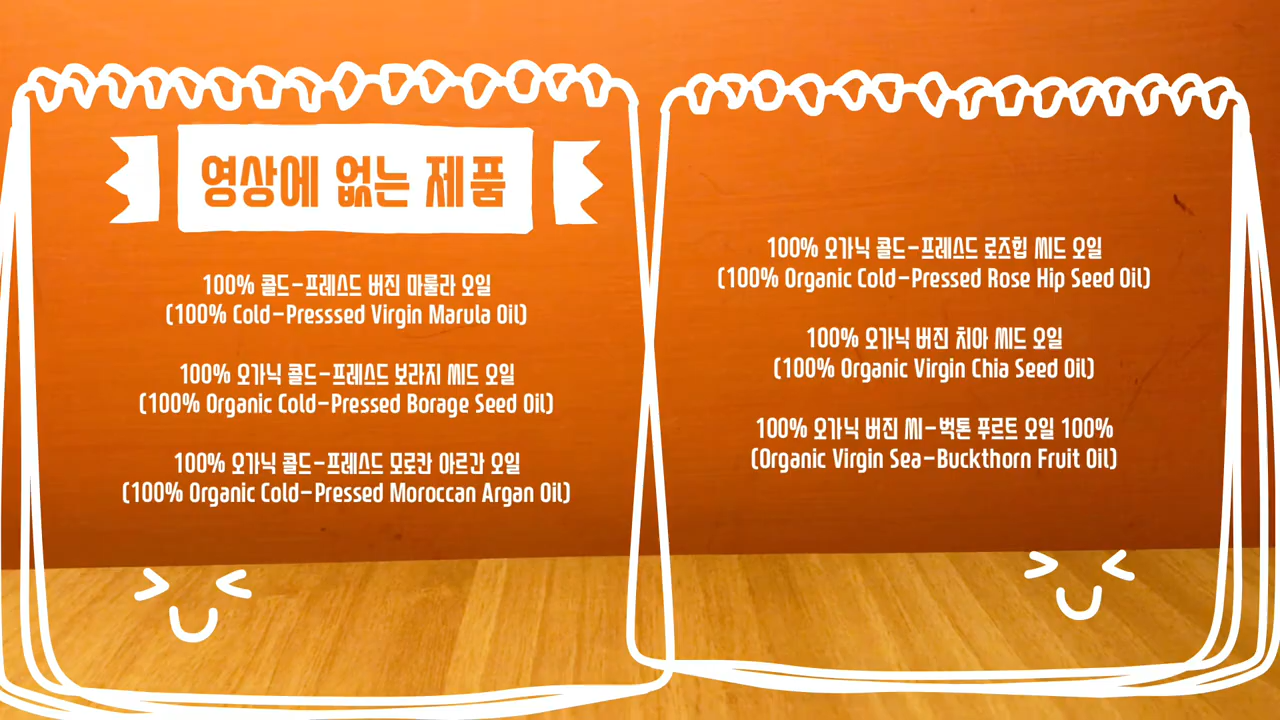 영상에 없는 제품
100% 콜드-프레스드 버진 마룰라 오일
(100% Cold-Presssed Virgin Marula Oil)
100% 오가닉 콜드-프레스드 보라지 씨드 오일
(100% Organic Cold-Pressed Borage Seed Oil)
100% 오가닉 콜드-프레스드 모로칸 아르간 오일
(100% Organic Cold-Pressed Moroccan Argan Oil)
100% 오가닉 콜드-프레스드 로즈힙 씨드 오일
(100% Organic Cold-Pressed Rose Hip Seed Oil)
100% 오가닉 버진 치아 씨드 오일
(100% Organic Virgin Chia Seed Oil)
100% 오가닉 버진 씨-벅톤 푸르트 오일 100%
(Organic Virgin Sea-Buckthorn Fruit Oil)